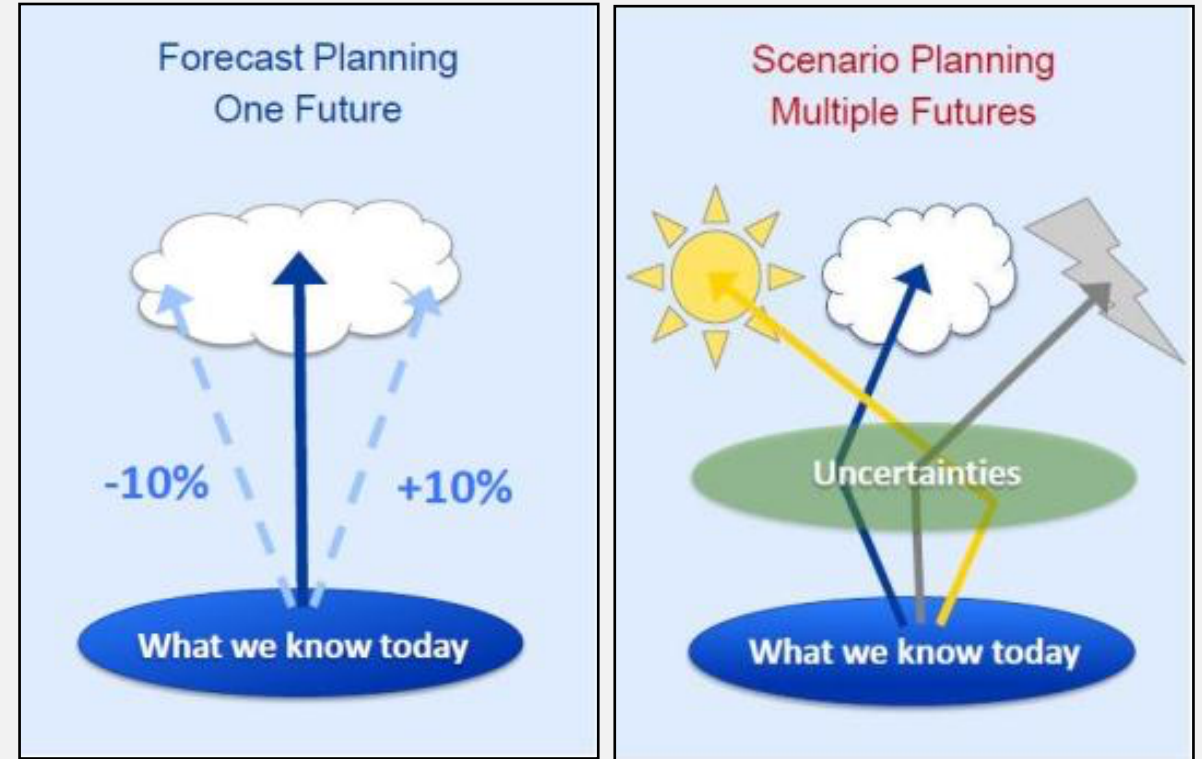 Forecast Planning
One Future
-10%
+10%
What we know today
Scenario Planning
Multiple Futures
Uncertainties
What we know today